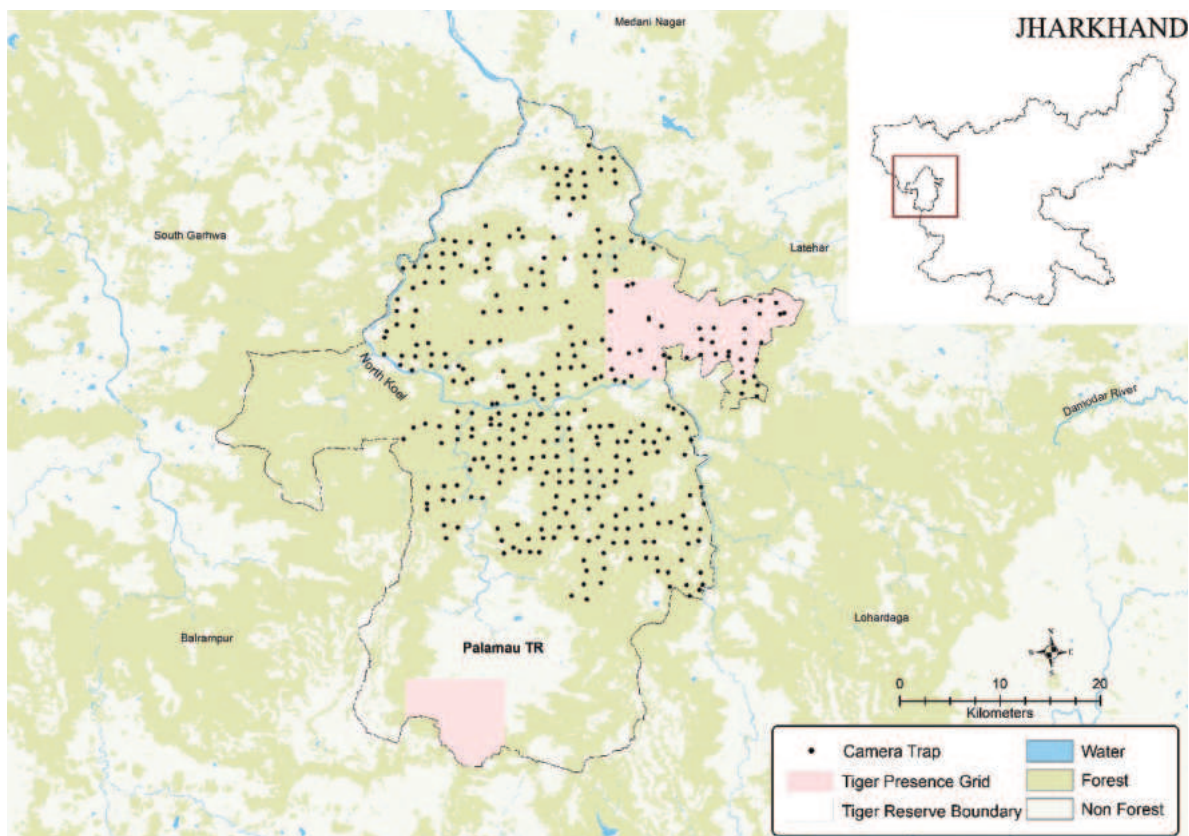 Medani Nagar
JHARKHAND
South Garhwa
Latehar
North Koel
Damodar River
Balrampur
Palamau TR
Lohardaga
N
S
0 10 20
Kilometers
Camera Trap
Water
Tiger Presence Grid
Forest
Tiger Reserve Boundary
Non Forest